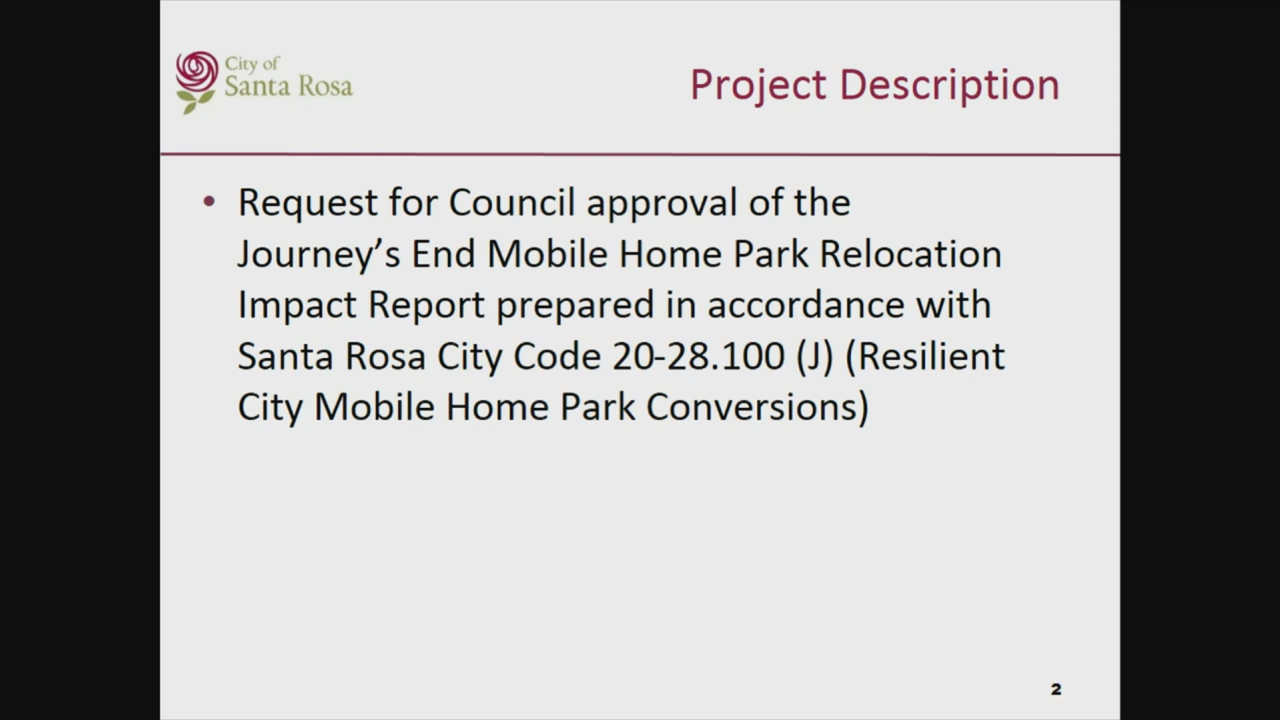 City of
Santa Rosa
Project Description
• Request for Council approval of the
Journey’s End Mobile Home Park Relocation
Impact Report prepared in accordance with
Santa Rosa City Code 20-28.100 (J) (Resilient
City Mobile Home Park Conversions)
2